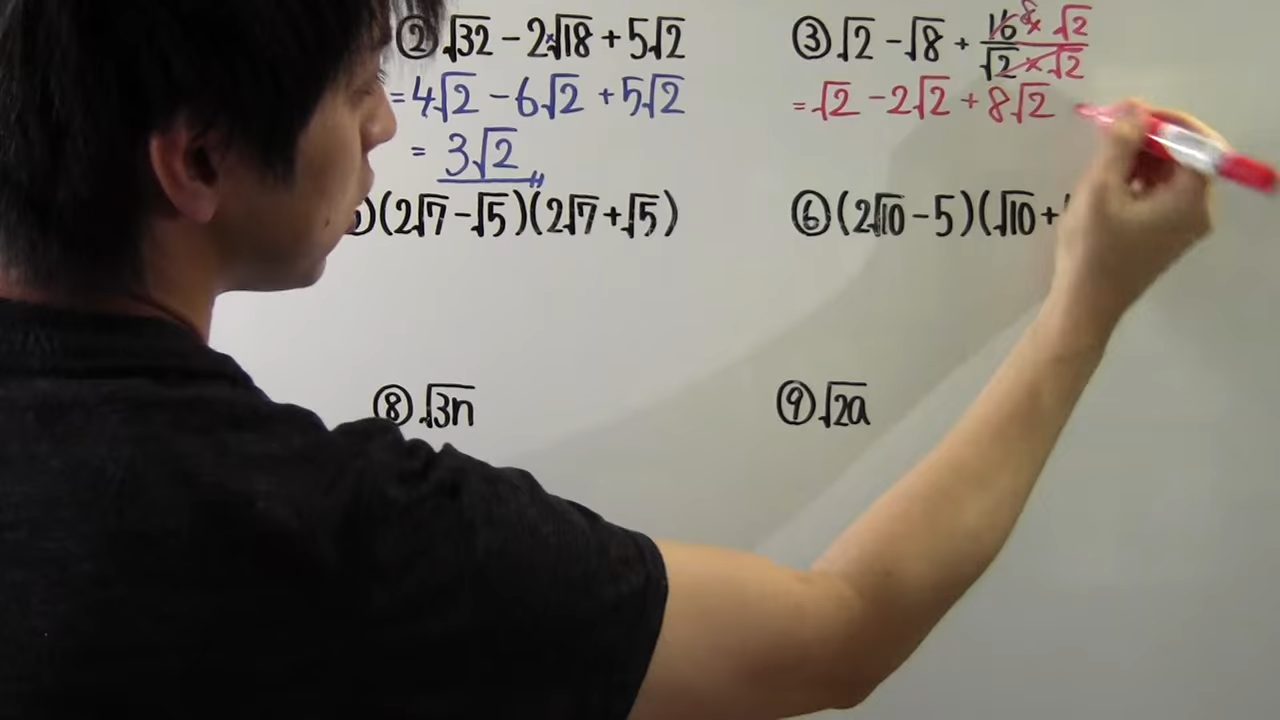 ② √32 - 2√18 + 5√2
= 4√2 - 6√2 + 5√2
= 3√2
③ √2 - √8 + 16 8 × √2 / √2 × √2
= √2 - 2√2 + 8√2
(2√7 - √5)(2√7 + √5)
⑥ (2√10 - 5)(√10 +
⑧ √3n
⑨ √2a